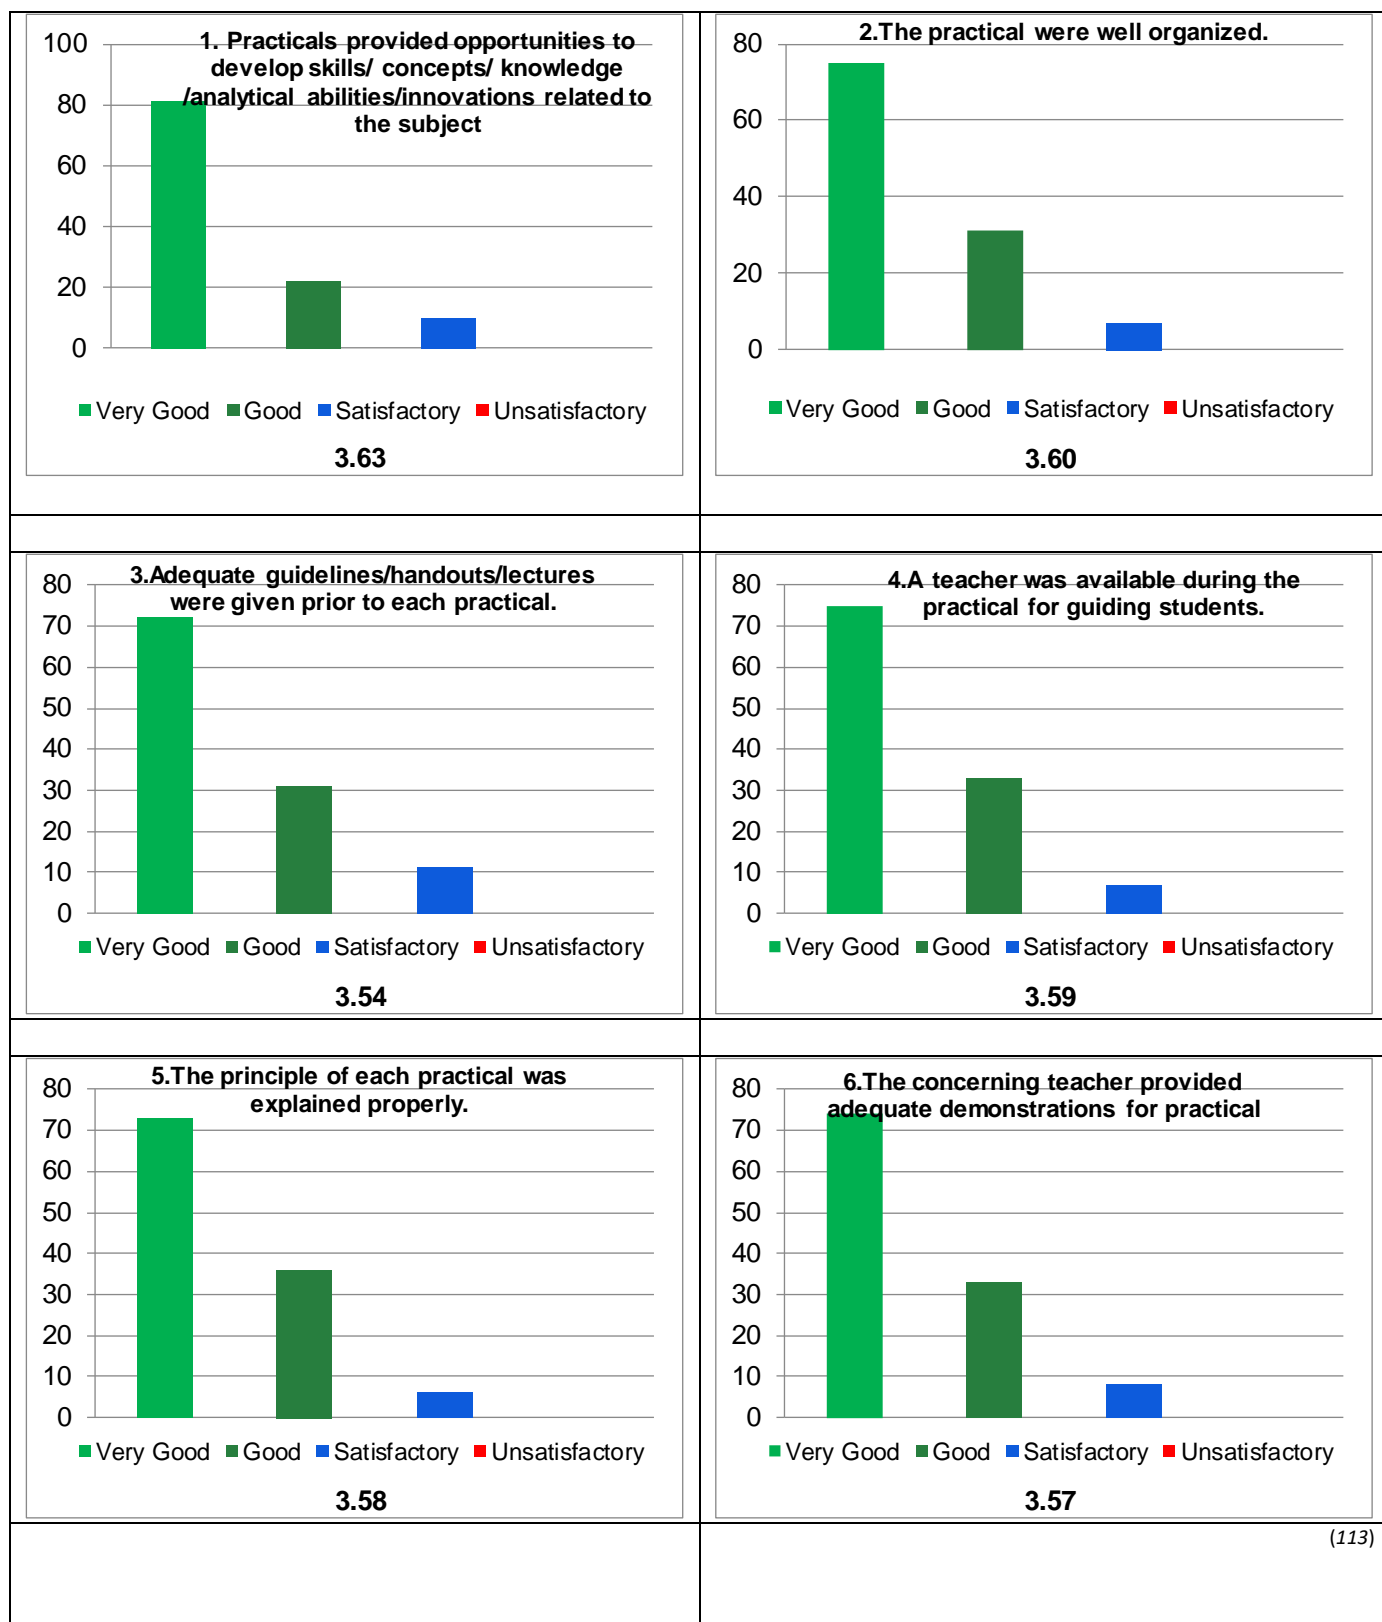 1. Practicals provided opportunities to
develop skills/ concepts/ knowledge
/analytical abilities/innovations related to
the subject
100
80
60
40
20
0
Very Good Good Satisfactory Unsatisfactory
3.63
2.The practical were well organized.
80
60
40
20
0
Very Good Good Satisfactory Unsatisfactory
3.60
3.Adequate guidelines/handouts/lectures
were given prior to each practical.
80
70
60
50
40
30
20
10
0
Very Good Good Satisfactory Unsatisfactory
3.54
4.A teacher was available during the
practical for guiding students.
80
70
60
50
40
30
20
10
0
Very Good Good Satisfactory Unsatisfactory
3.59
5.The principle of each practical was
explained properly.
80
70
60
50
40
30
20
10
0
Very Good Good Satisfactory Unsatisfactory
3.58
6.The concerning teacher provided
adequate demonstrations for practical
80
70
60
50
40
30
20
10
0
Very Good Good Satisfactory Unsatisfactory
3.57
(113)